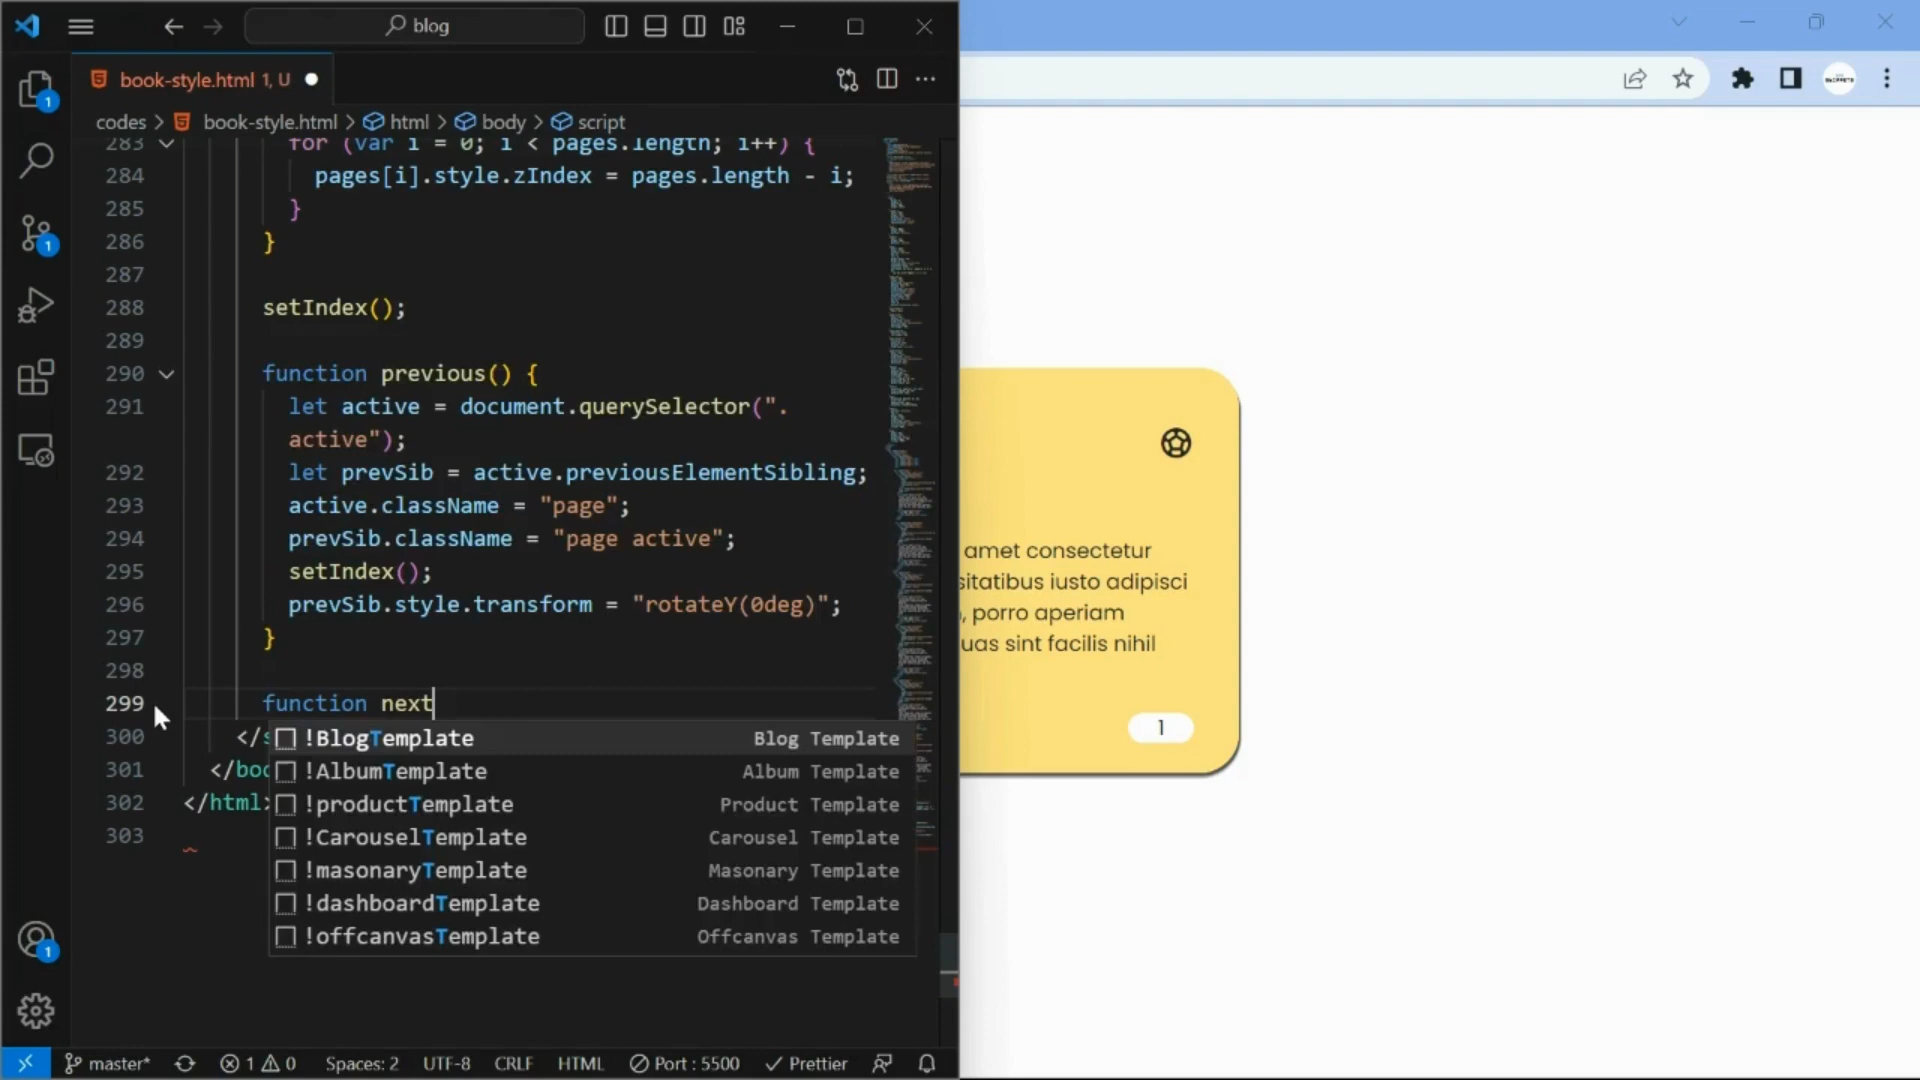 blog
book-style.html 1, U
codes > book-style.html > html > body > script
283 for (var i = 0; i < pages.length; i++) {
284 pages[i].style.zIndex = pages.length - i;
285 }
286 }
287
288 setIndex();
289
290 function previous() {
291 let active = document.querySelector(".
active");
292 let prevSib = active.previousElementSibling;
293 active.className = "page";
294 prevSib.className = "page active";
295 setIndex();
296 prevSib.style.transform = "rotateY(0deg)";
297 }
298
299 function next
300 </s
301 </bod
302 </html>
303
!BlogTemplate Blog Template
!AlbumTemplate Album Template
!productTemplate Product Template
!CarouselTemplate Carousel Template
!masonaryTemplate Masonary Template
!dashboardTemplate Dashboard Template
!offcanvasTemplate Offcanvas Template
1
1
1
master* 1 0 Spaces: 2 UTF-8 CRLF HTML Port : 5500 Prettier
amet consectetur
sitatibus iusto adipisci
, porro aperiam
uas sint facilis nihil
1